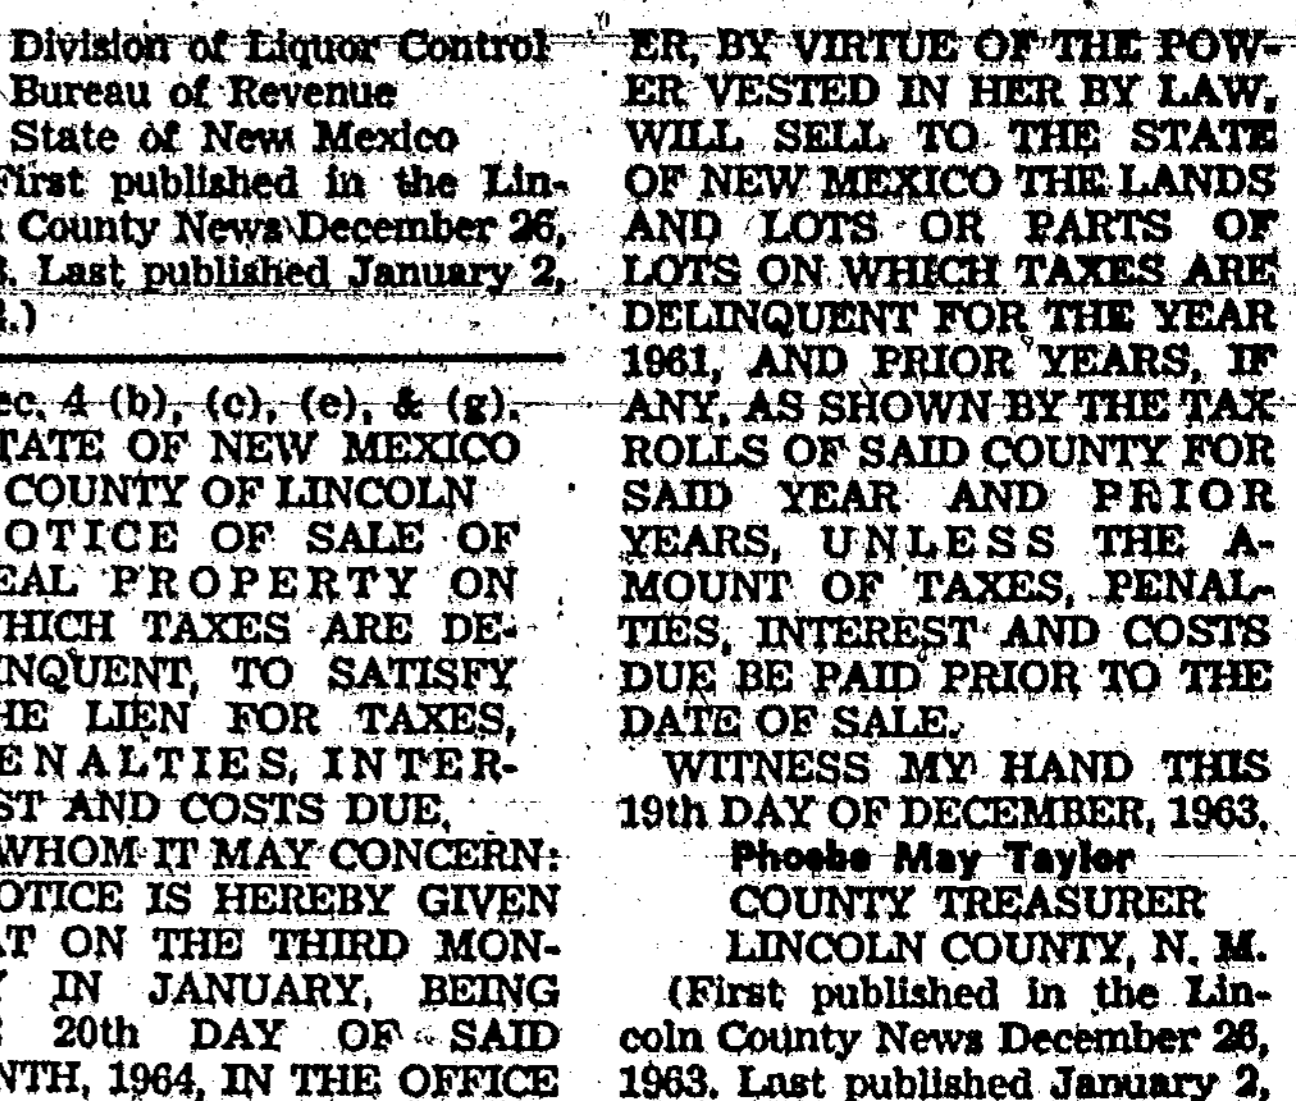 Division of Liquor Control
Bureau of Revenue
State of New Mexico
First published in the Lin-
County News December 26,
Last published January 2,
.)
ec. 4 (b), (c), (e), & (g).
TATE OF NEW MEXICO
COUNTY OF LINCOLN
OTICE OF SALE OF
EAL PROPERTY ON
HICH TAXES ARE DE-
INQUENT, TO SATISFY
HE LIEN FOR TAXES,
ENALTIES, INTER-
ST AND COSTS DUE.
WHOM IT MAY CONCERN:
OTICE IS HEREBY GIVEN
AT ON THE THIRD MON-
Y IN JANUARY, BEING
20th DAY OF SAID
NTH, 1964, IN THE OFFICE
ER, BY VIRTUE OF THE POW-
ER VESTED IN HER BY LAW,
WILL SELL TO THE STATE
OF NEW MEXICO THE LANDS
AND LOTS OR PARTS OF
LOTS ON WHICH TAXES ARE
DELINQUENT FOR THE YEAR
1961, AND PRIOR YEARS, IF
ANY, AS SHOWN BY THE TAX
ROLLS OF SAID COUNTY FOR
SAID YEAR AND PRIOR
YEARS, UNLESS THE A-
MOUNT OF TAXES, PENAL-
TIES, INTEREST AND COSTS
DUE BE PAID PRIOR TO THE
DATE OF SALE.
WITNESS MY HAND THIS
19th DAY OF DECEMBER, 1963.
Phoebe May Taylor
COUNTY TREASURER
LINCOLN COUNTY, N. M.
(First published in the Lin-
coln County News December 26,
1963. Last published January 2,